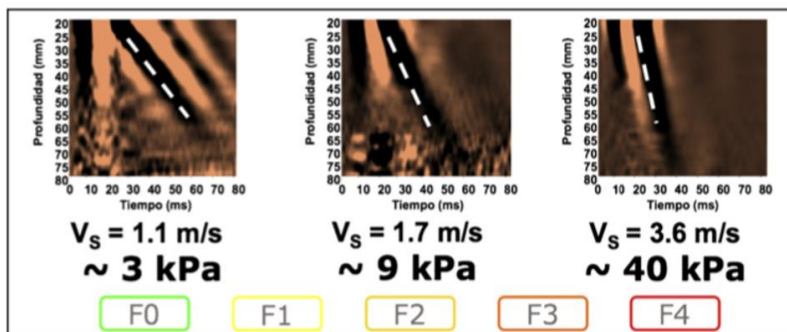 Profundidad (mm)
20
25
30
35
40
45
50
55
60
65
70
75
80
0 10 20 30 40 50 60 70 80
Tiempo (ms)
V_S = 1.1 m/s
~ 3 kPa
Profundidad (mm)
20
25
30
35
40
45
50
55
60
65
70
75
80
0 10 20 30 40 50 60 70 80
Tiempo (ms)
V_S = 1.7 m/s
~ 9 kPa
Profundidad (mm)
20
25
30
35
40
45
50
55
60
65
70
75
80
0 10 20 30 40 50 60 70 80
Tiempo (ms)
V_S = 3.6 m/s
~ 40 kPa
F0 F1 F2 F3 F4